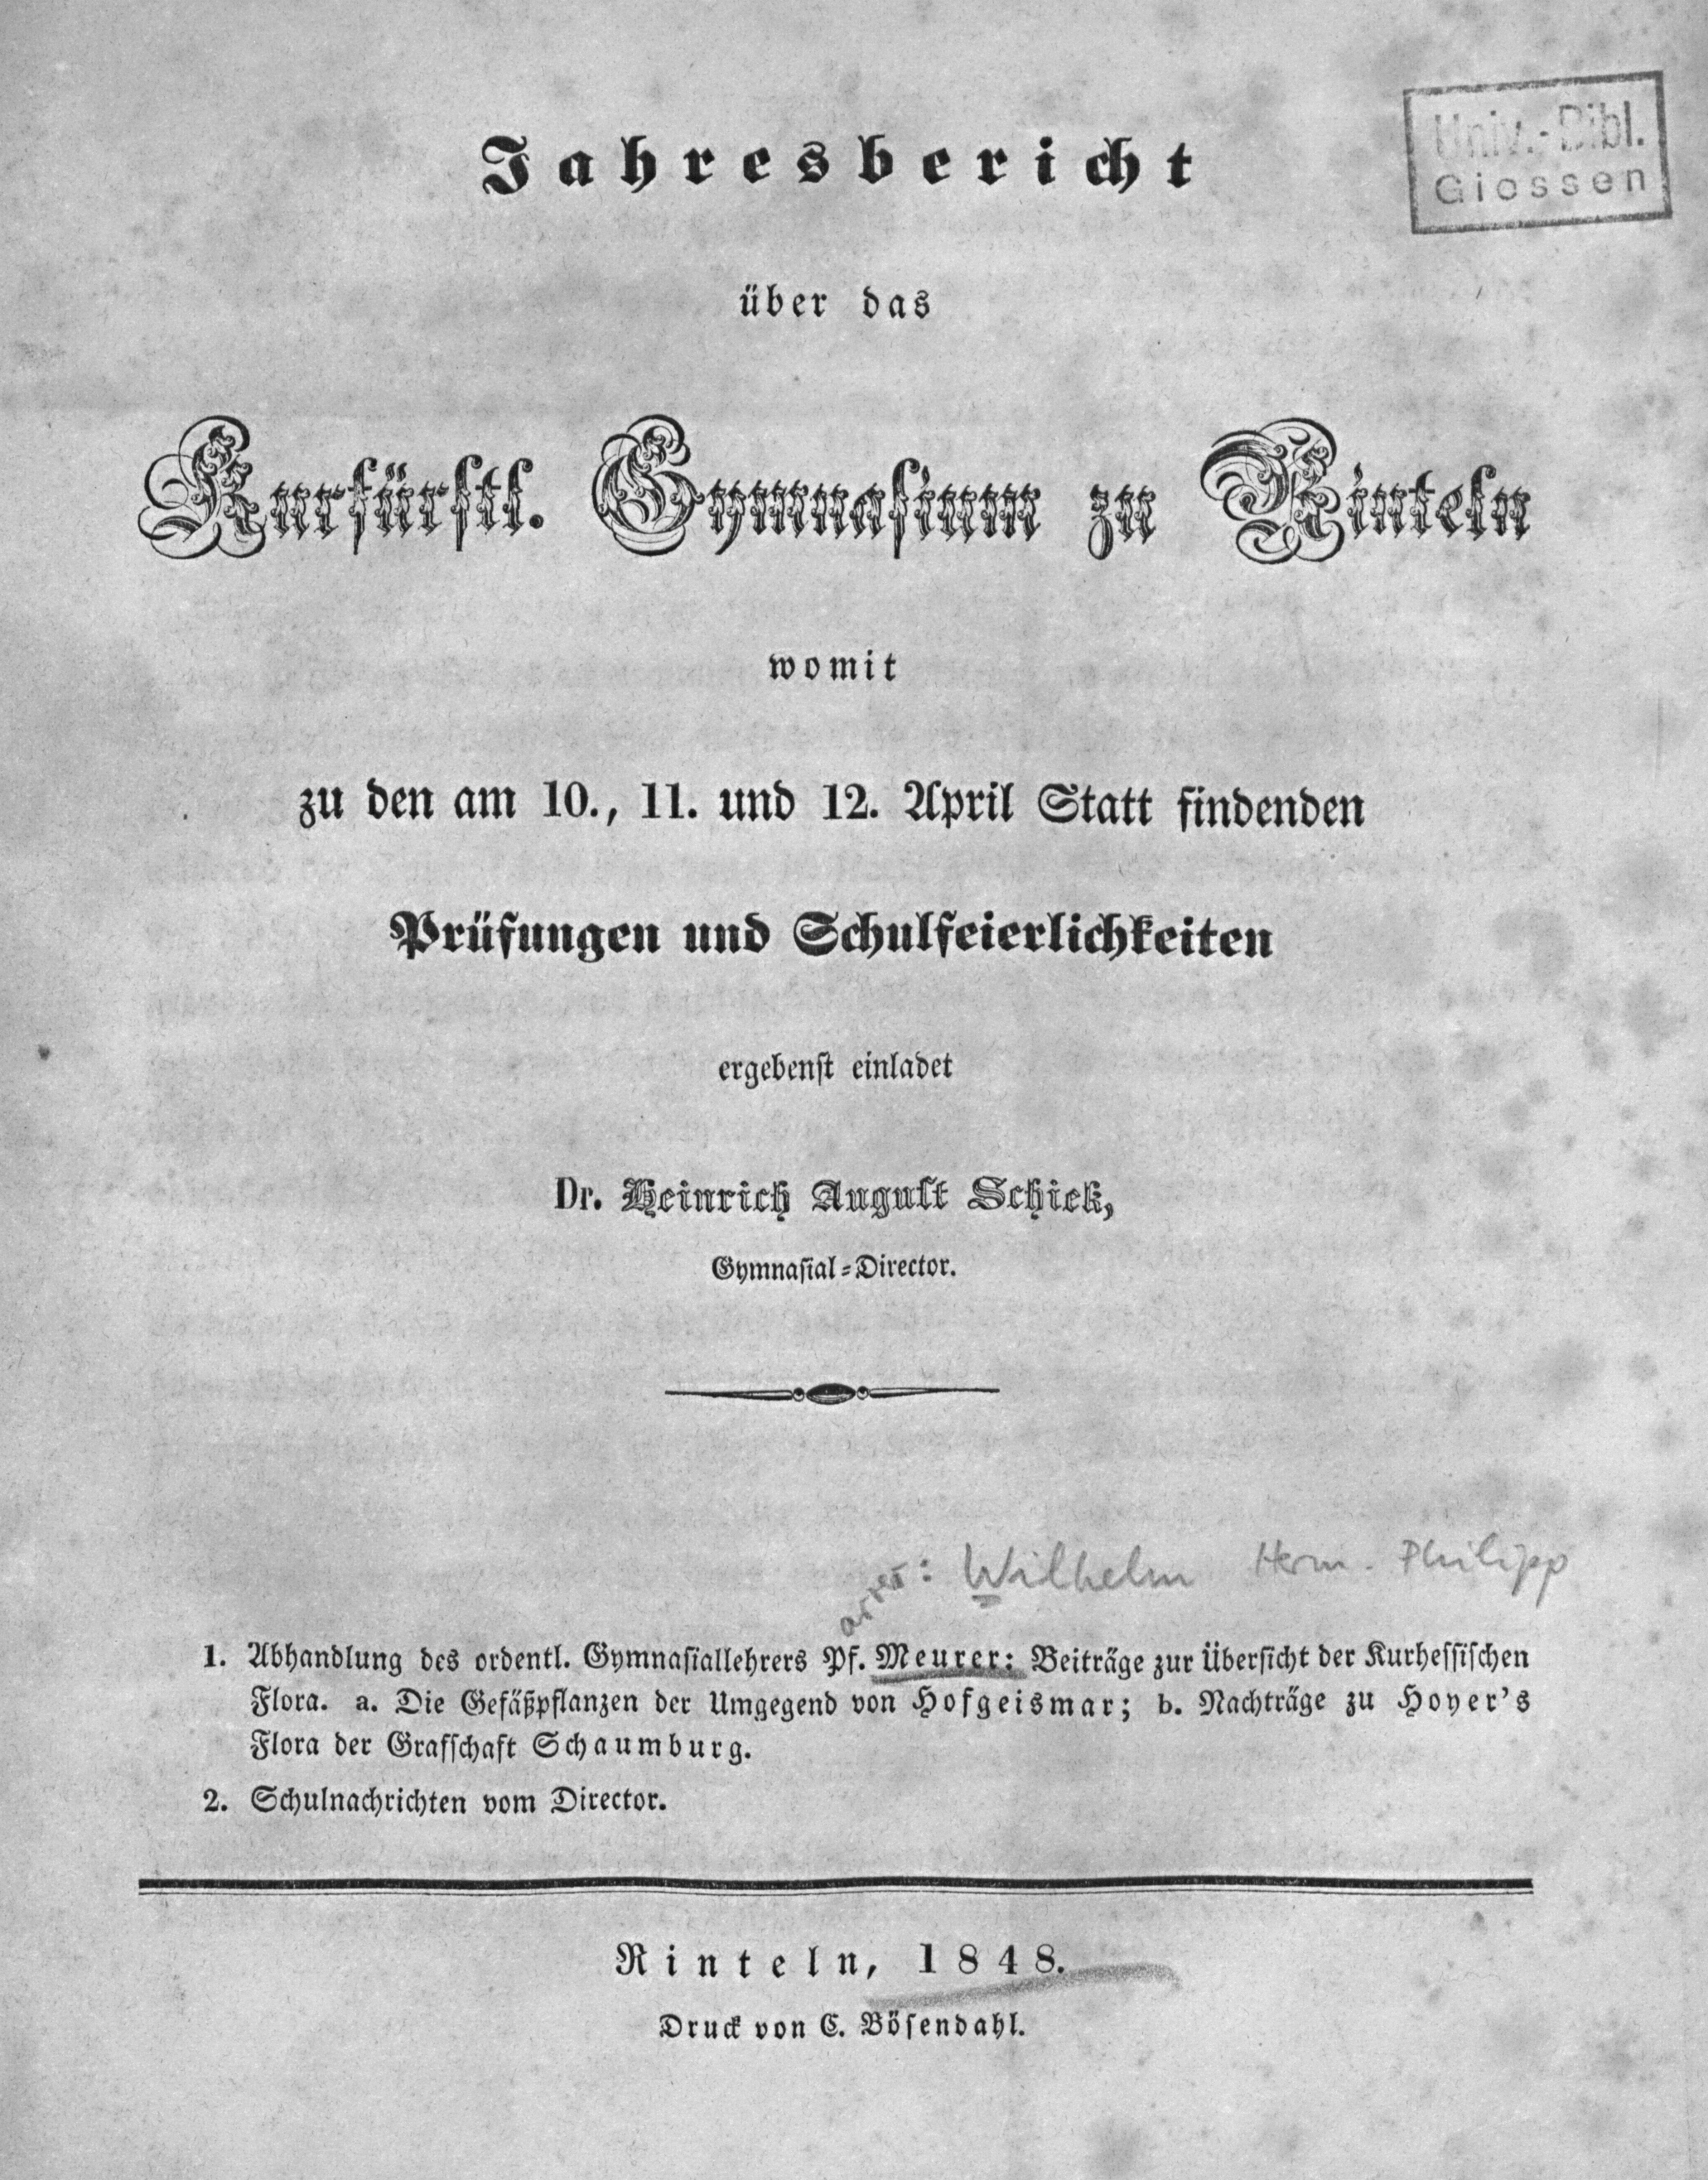 Jahresbericht
Univ.-Bibl.
Giessen
über das
Kurfürstl. Gymnasium zu Rinteln
womit
zu den am 10., 11. und 12. April Statt findenden
Prüfungen und Schulfeierlichkeiten
ergebenst einladet
Dr. Heinrich August Schiek,
Gymnasial-Director.
: Wilhelm Herm. Philipp
1. Abhandlung des ordentl. Gymnasiallehrers Pf. Meurer: Beiträge zur Übersicht der Kurhessischen
Flora. a. Die Gefäßpflanzen der Umgegend von Hofgeismar; b. Nachträge zu Hoyer's
Flora der Grafschaft Schaumburg.
2. Schulnachrichten vom Director.
Rinteln, 1848.
Druck von C. Bösendahl.